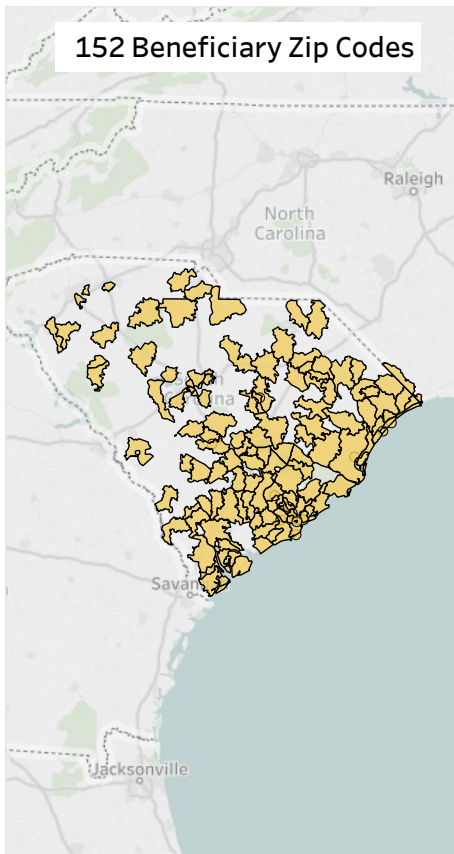 152 Beneficiary Zip Codes
Raleigh
North
Carolina
Savan
Jacksonville